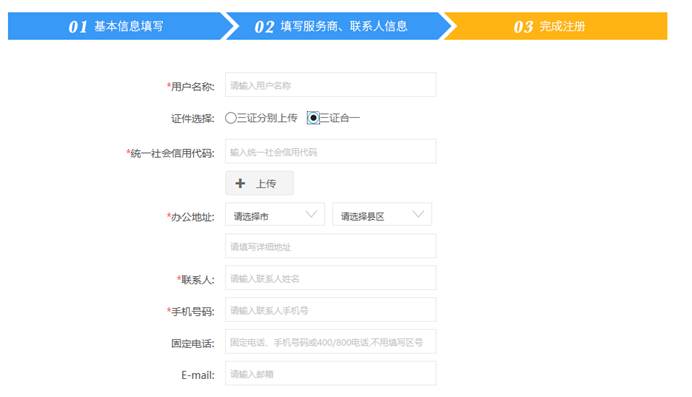 01 基本信息填写 02 填写服务商、联系人信息 03 完成注册
*用户名称: 请输入用户名称
证件选择: 三证分别上传 三证合一
*统一社会信用代码: 输入统一社会信用代码
+ 上传
*办公地址: 请选择市 请选择县区
请填写详细地址
*联系人: 请输入联系人姓名
*手机号码: 请输入联系人手机号
固定电话: 固定电话、手机号码或400/800电话,不用填写区号
E-mail: 请输入邮箱